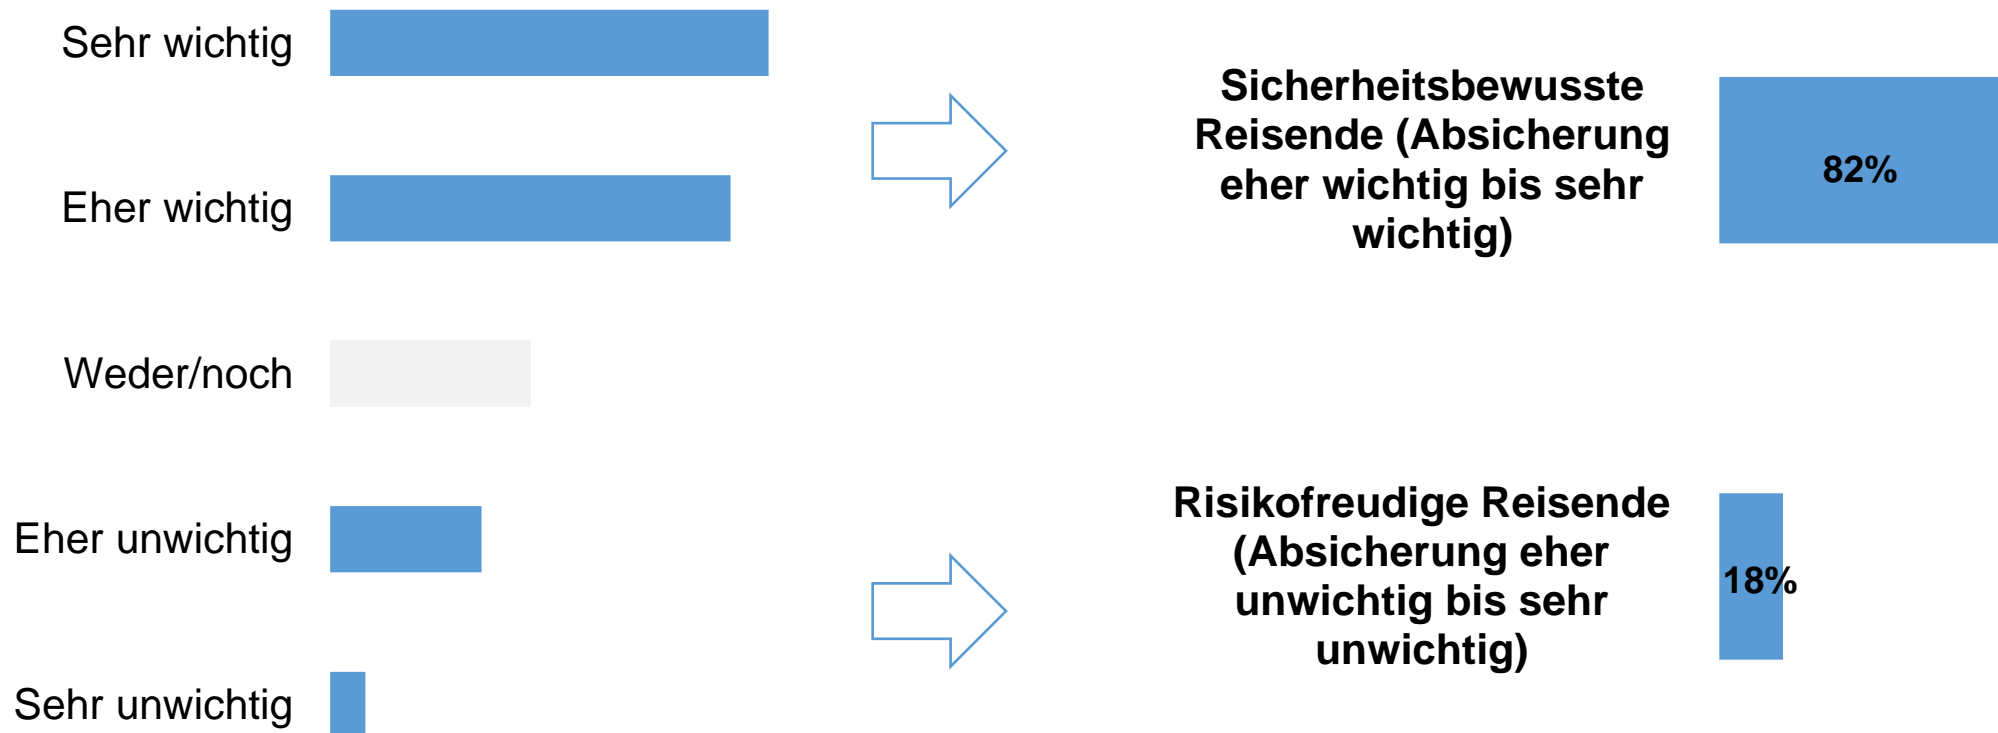 Sehr wichtig
Eher wichtig
Weder/noch
Eher unwichtig
Sehr unwichtig
Sicherheitsbewusste
Reisende (Absicherung
eher wichtig bis sehr
wichtig)
82%
Risikofreudige Reisende
(Absicherung eher
unwichtig bis sehr
unwichtig)
18%